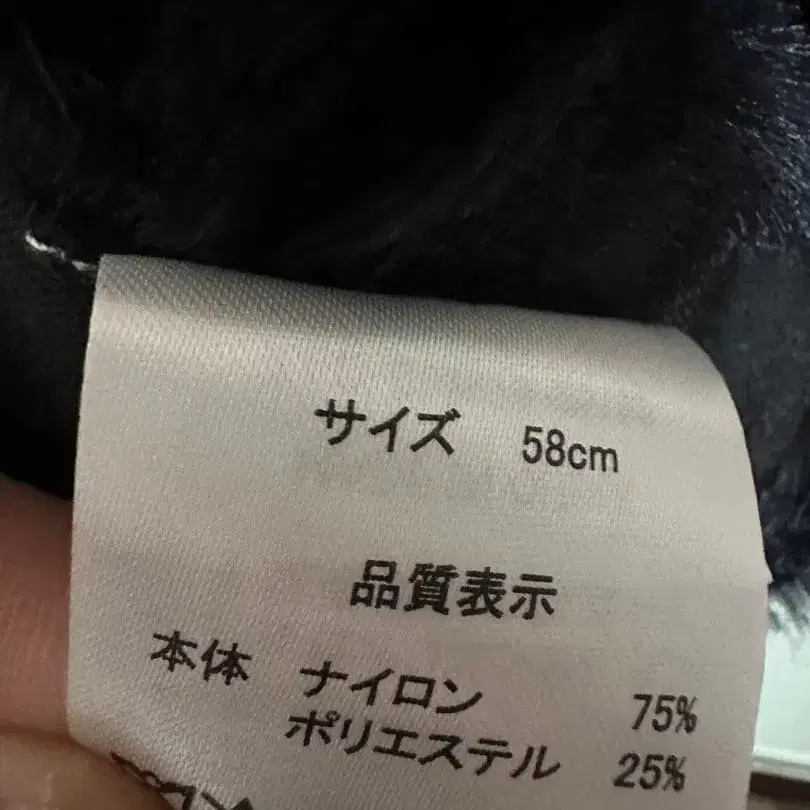 サイズ 58cm
品質表示
本体 ナイロン 75%
ポリエステル 25%